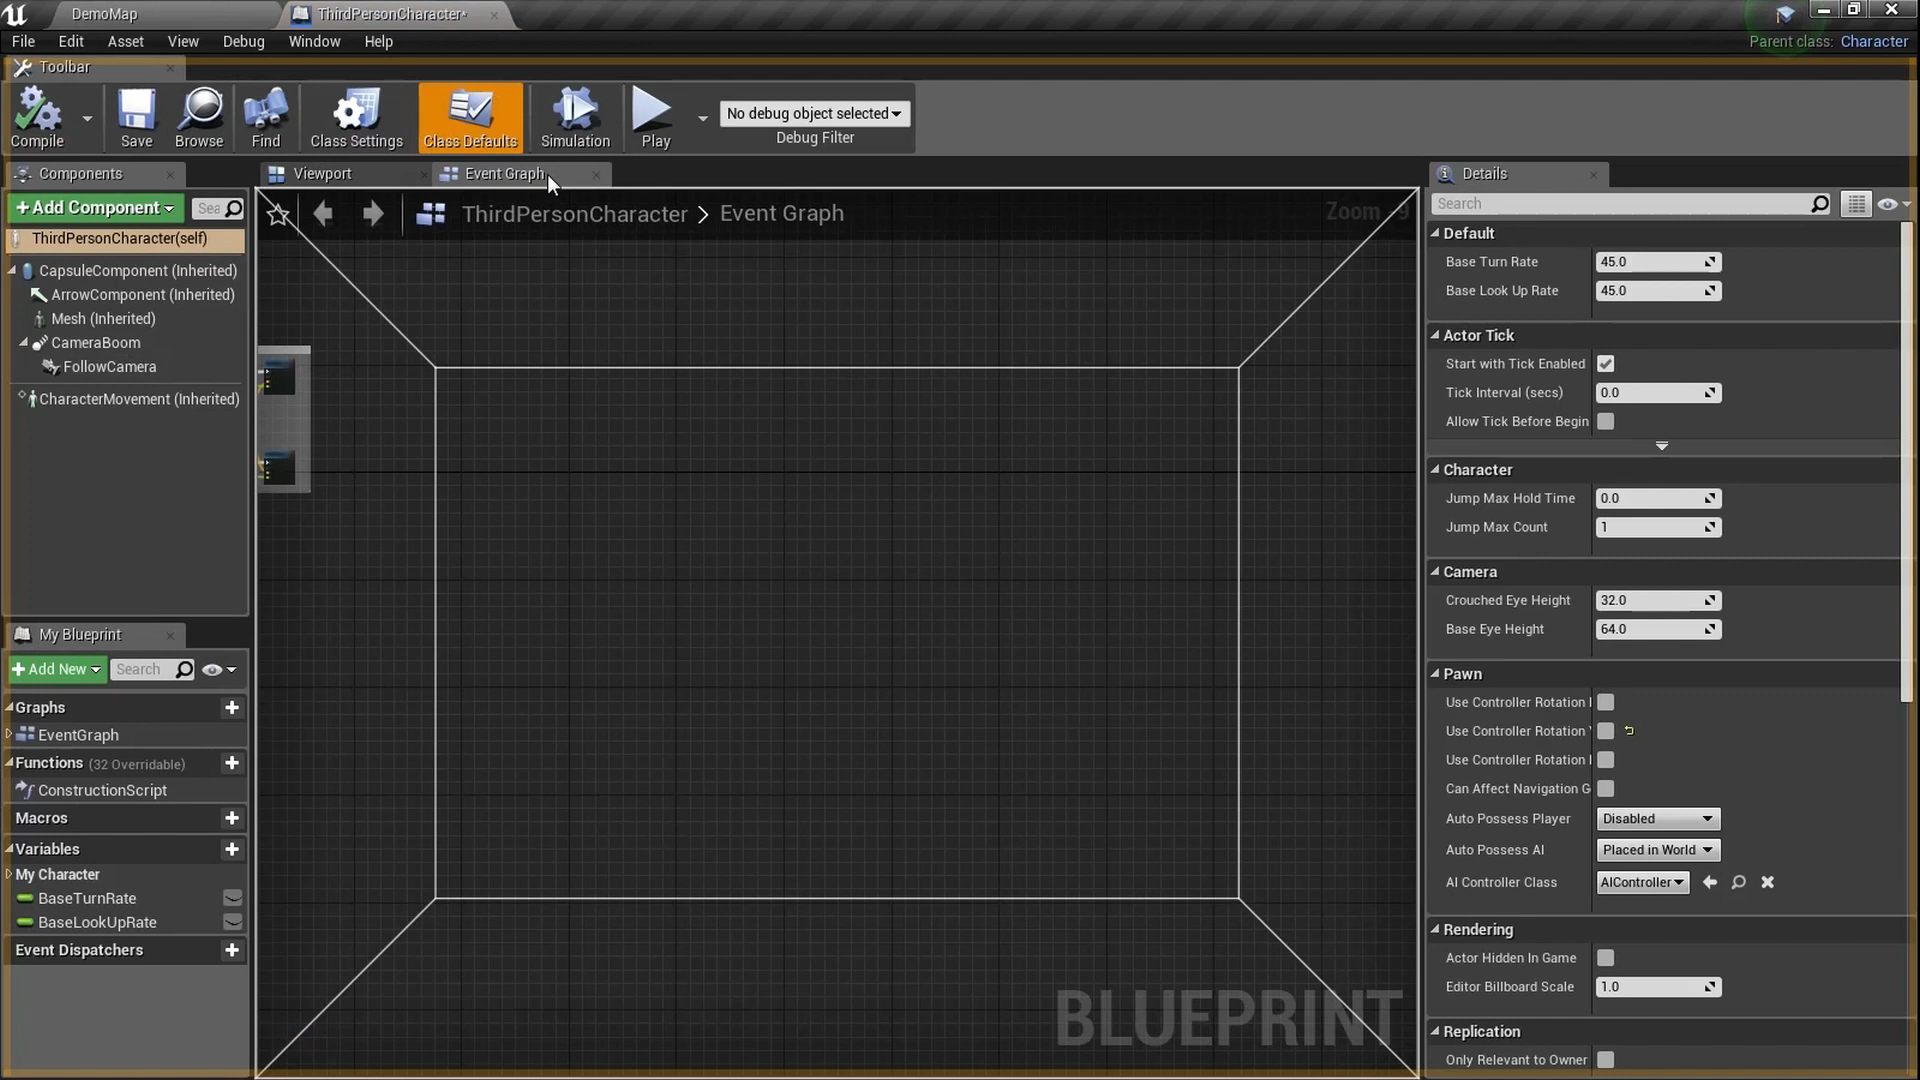 DemoMap
ThirdPersonCharacter*
File Edit Asset View Debug Window Help
Parent class: Character
Toolbar
Compile
Save
Browse
Find
Class Settings
Class Defaults
Simulation
Play
No debug object selected
Debug Filter
Components
+Add Component
Sea
ThirdPersonCharacter(self)
CapsuleComponent (Inherited)
ArrowComponent (Inherited)
Mesh (Inherited)
CameraBoom
FollowCamera
CharacterMovement (Inherited)
My Blueprint
+Add New
Search
Graphs
EventGraph
Functions (32 Overridable)
ConstructionScript
Macros
Variables
My Character
BaseTurnRate
BaseLookUpRate
Event Dispatchers
Viewport
Event Graph
ThirdPersonCharacter > Event Graph
Zoom -9
BLUEPRINT
Details
Search
Default
Base Turn Rate 45.0
Base Look Up Rate 45.0
Actor Tick
Start with Tick Enabled
Tick Interval (secs) 0.0
Allow Tick Before Begin
Character
Jump Max Hold Time 0.0
Jump Max Count 1
Camera
Crouched Eye Height 32.0
Base Eye Height 64.0
Pawn
Use Controller Rotation
Use Controller Rotation
Use Controller Rotation
Can Affect Navigation G
Auto Possess Player Disabled
Auto Possess AI Placed in World
AI Controller Class AIController
Rendering
Actor Hidden In Game
Editor Billboard Scale 1.0
Replication
Only Relevant to Owner